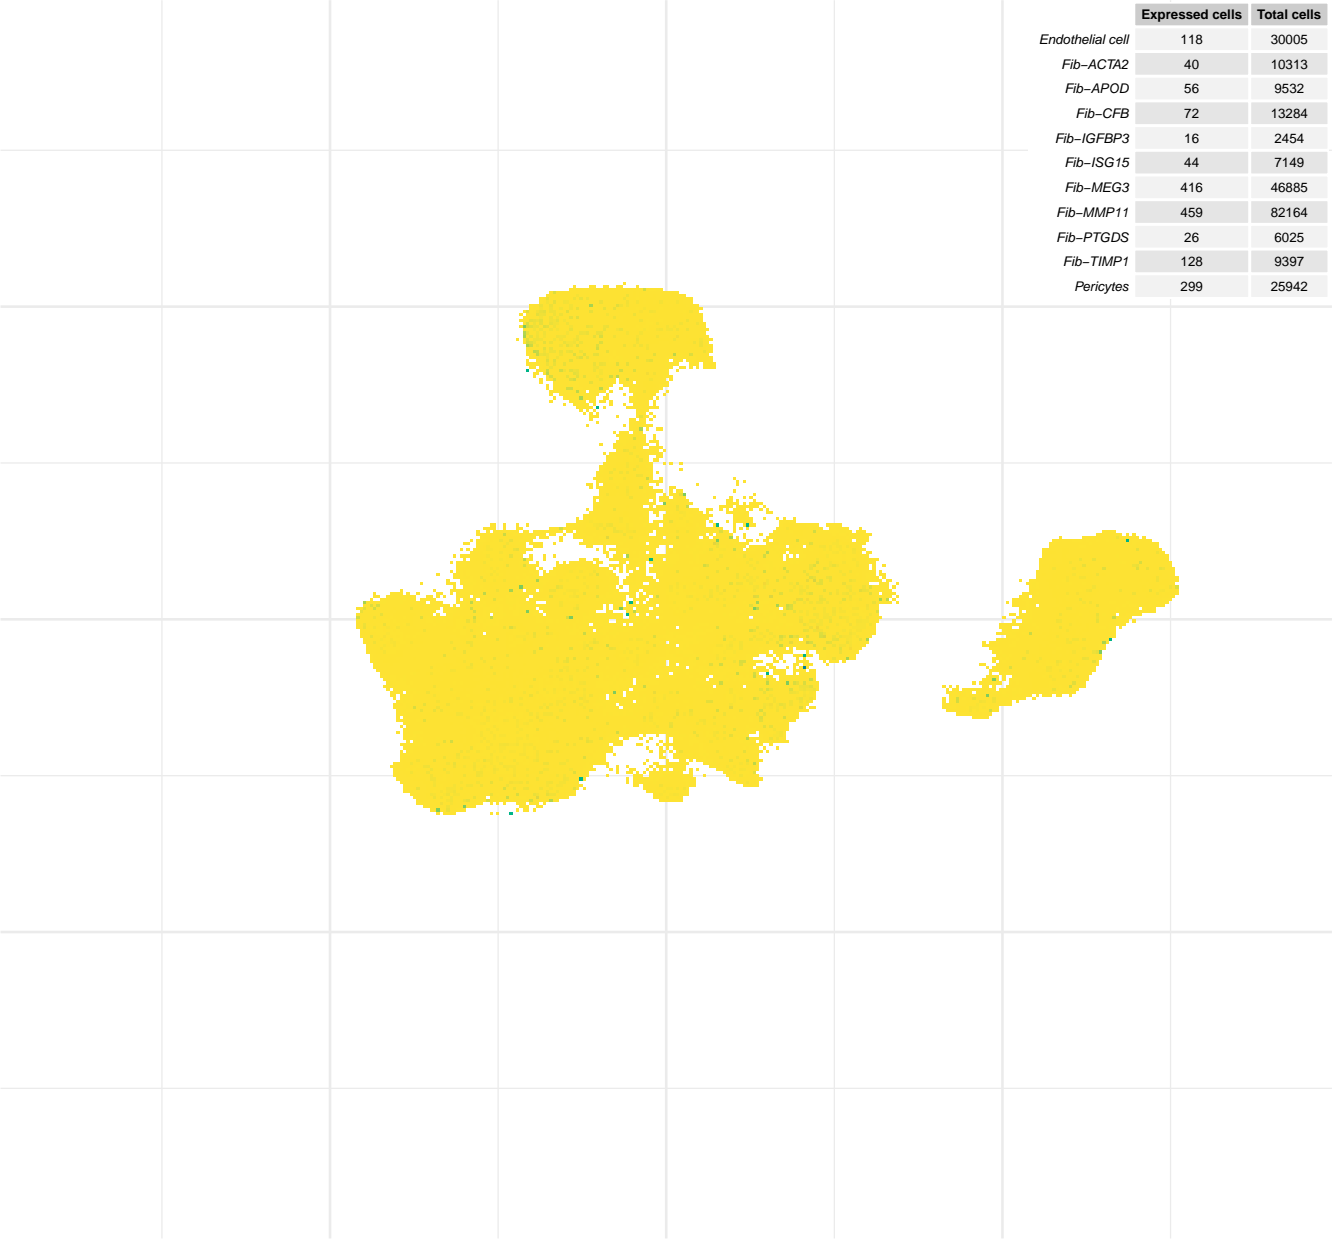 Expressed cells Total cells
Endothelial cell 118 30005
Fib−ACTA2 40 10313
Fib−APOD 56 9532
Fib−CFB 72 13284
Fib−IGFBP3 16 2454
Fib−ISG15 44 7149
Fib−MEG3 416 46885
Fib−MMP11 459 82164
Fib−PTGDS 26 6025
Fib−TIMP1 128 9397
Pericytes 299 25942